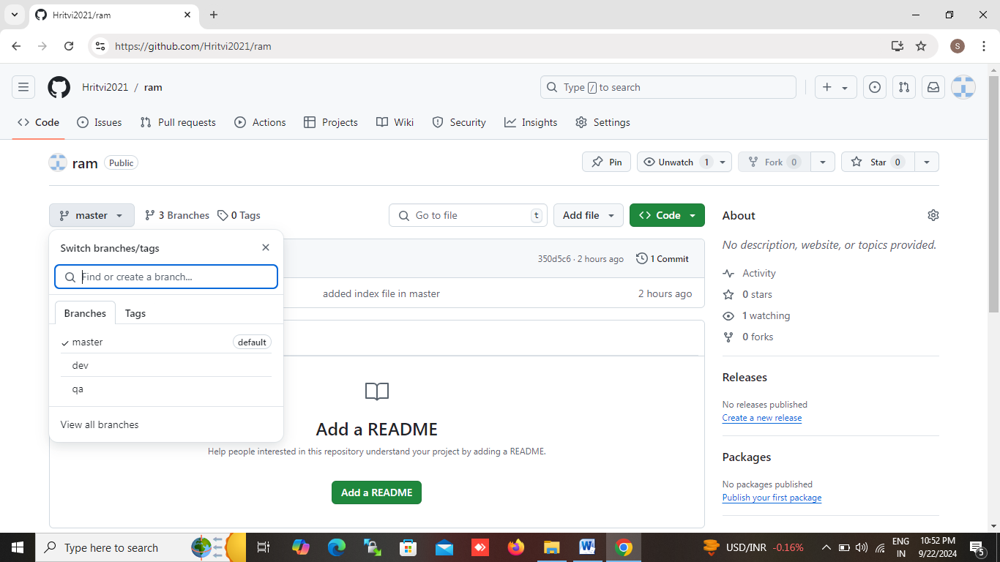 Hritvi2021/ram
https://github.com/Hritvi2021/ram
S
Hritvi2021 / ram
Type / to search
Code Issues Pull requests Actions Projects Wiki Security Insights Settings
ram Public
Pin Unwatch 1 Fork 0 Star 0
master 3 Branches 0 Tags Go to file t Add file Code
Switch branches/tags
Find or create a branch...
Branches Tags
master default
dev
qa
View all branches
350d5c6 · 2 hours ago 1 Commit
added index file in master 2 hours ago
Add a README
Help people interested in this repository understand your project by adding a README.
Add a README
About
No description, website, or topics provided.
Activity
0 stars
1 watching
0 forks
Releases
No releases published
Create a new release
Packages
No packages published
Publish your first package
Type here to search
USD/INR -0.16%
ENG
IN
10:52 PM
9/22/2024
5